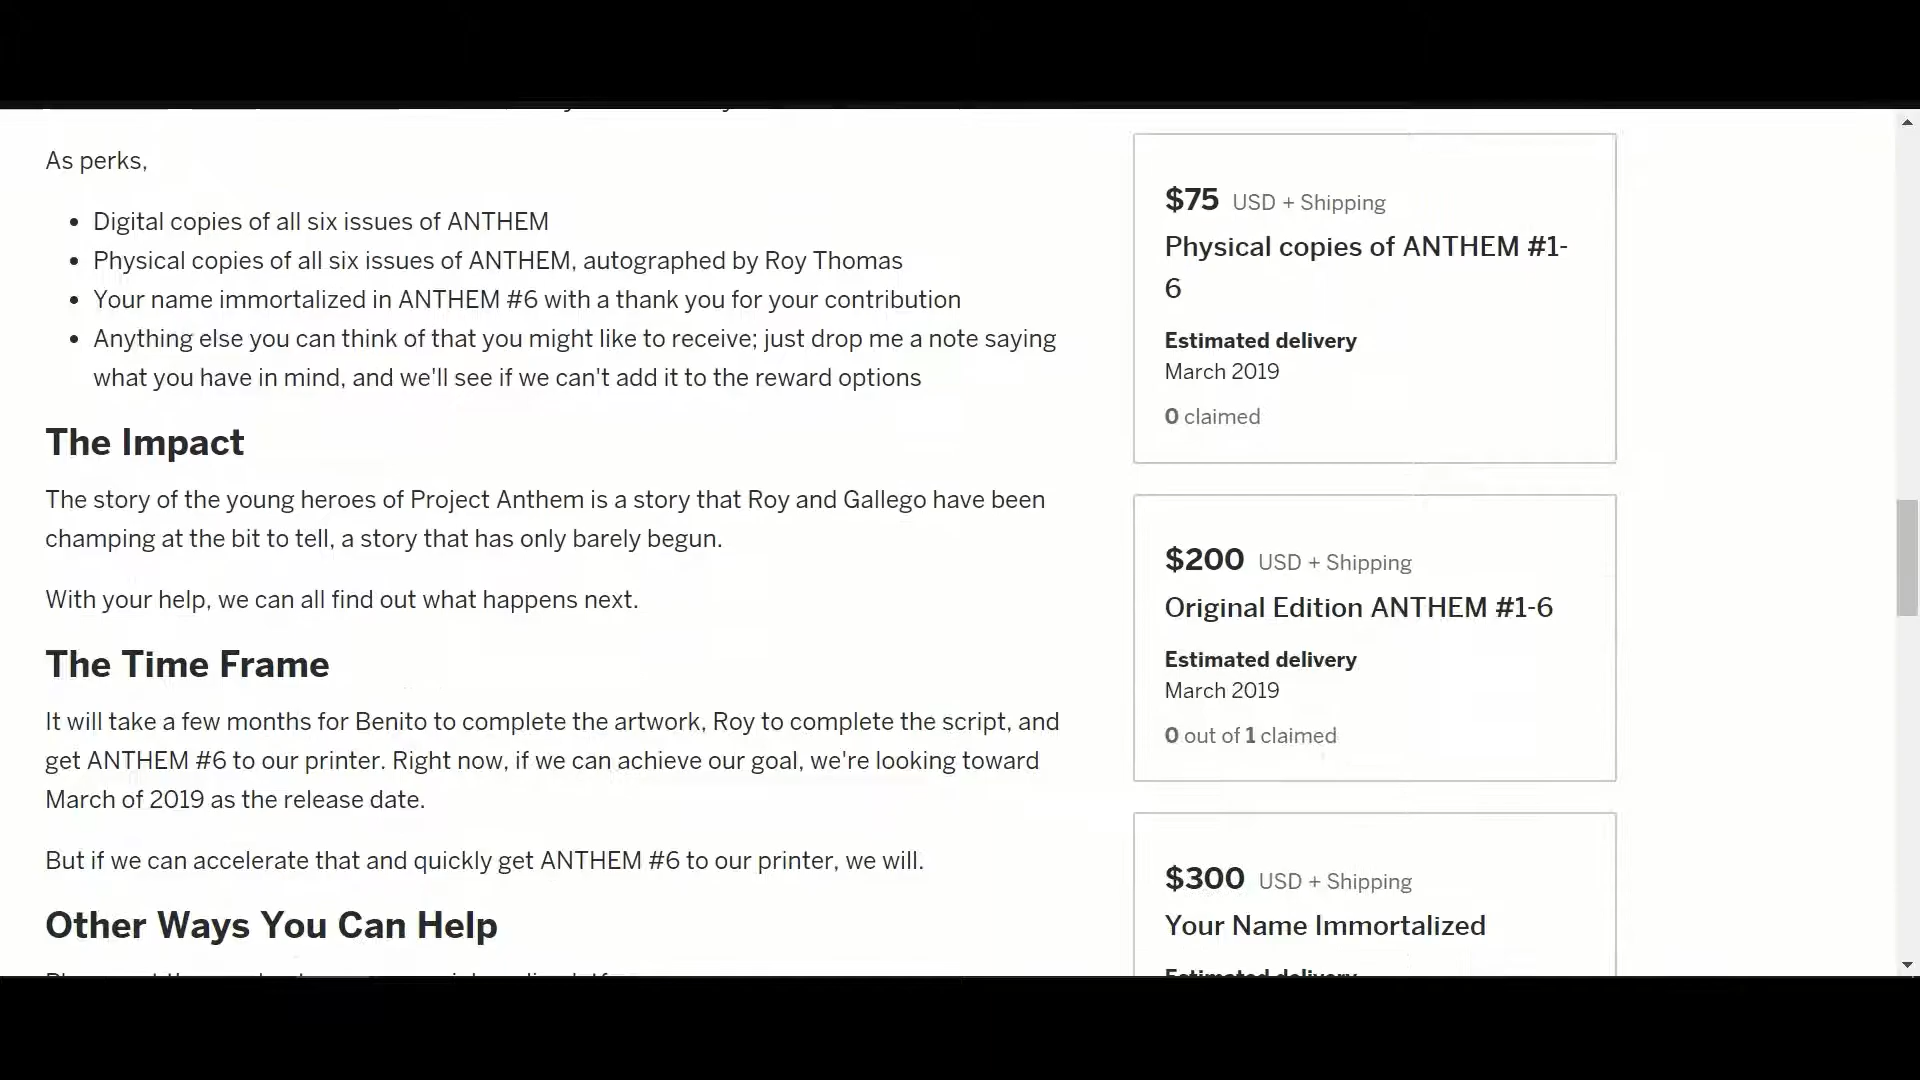 As perks,
Digital copies of all six issues of ANTHEM
Physical copies of all six issues of ANTHEM, autographed by Roy Thomas
Your name immortalized in ANTHEM #6 with a thank you for your contribution
Anything else you can think of that you might like to receive; just drop me a note saying
what you have in mind, and we'll see if we can't add it to the reward options
The Impact
The story of the young heroes of Project Anthem is a story that Roy and Gallego have been
champing at the bit to tell, a story that has only barely begun.
With your help, we can all find out what happens next.
The Time Frame
It will take a few months for Benito to complete the artwork, Roy to complete the script, and
get ANTHEM #6 to our printer. Right now, if we can achieve our goal, we're looking toward
March of 2019 as the release date.
But if we can accelerate that and quickly get ANTHEM #6 to our printer, we will.
Other Ways You Can Help
$75 USD + Shipping
Physical copies of ANTHEM #1-
6
Estimated delivery
March 2019
0 claimed
$200 USD + Shipping
Original Edition ANTHEM #1-6
Estimated delivery
March 2019
0 out of 1 claimed
$300 USD + Shipping
Your Name Immortalized
Estimated delivery